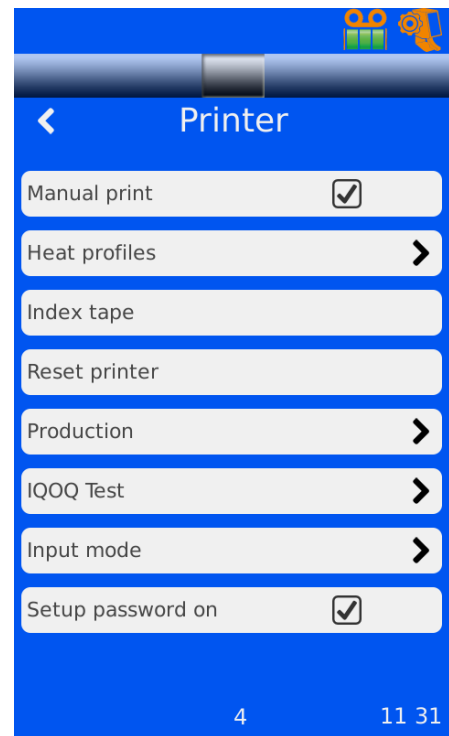 Printer
Manual print
Heat profiles
Index tape
Reset printer
Production
IQOQ Test
Input mode
Setup password on
4 11 31